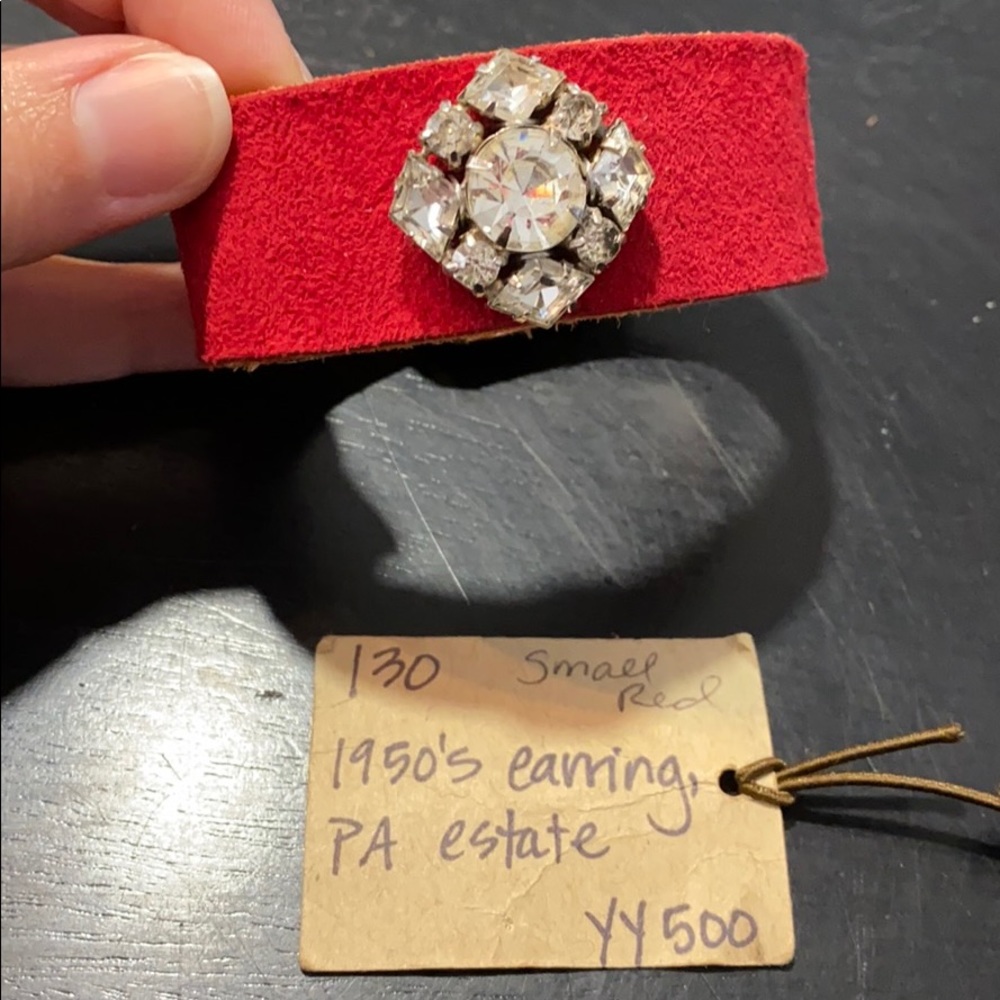 130 Small
Red
1950's earring,
PA estate
YY500